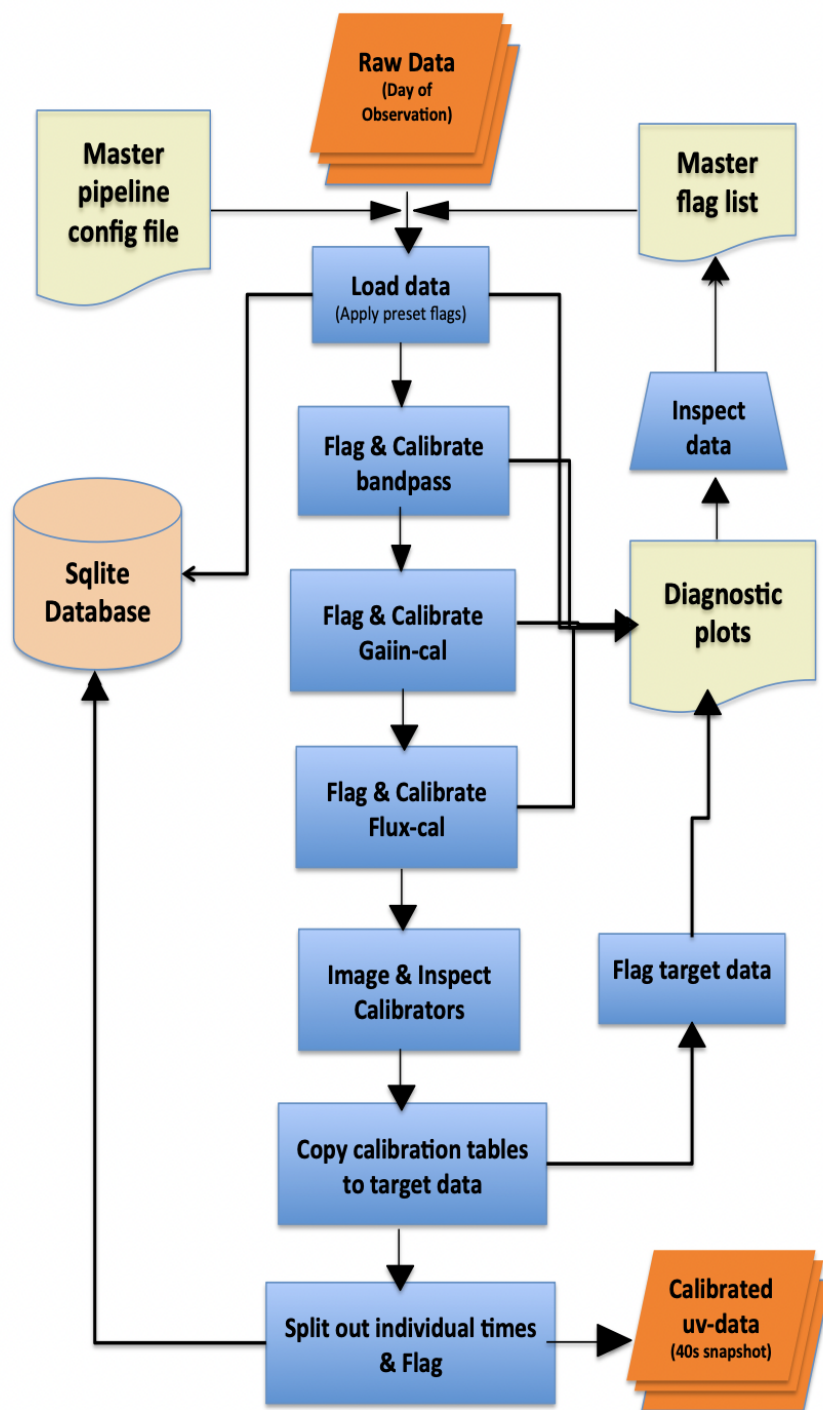 Raw Data
(Day of
Observation)
Master
pipeline
config file
Master
flag list
Load data
(Apply preset flags)
Inspect
data
Flag & Calibrate
bandpass
Sqlite
Database
Flag & Calibrate
Gaiin-cal
Diagnostic
plots
Flag & Calibrate
Flux-cal
Image & Inspect
Calibrators
Flag target data
Copy calibration tables
to target data
Split out individual times
& Flag
Calibrated
uv-data
(40s snapshot)